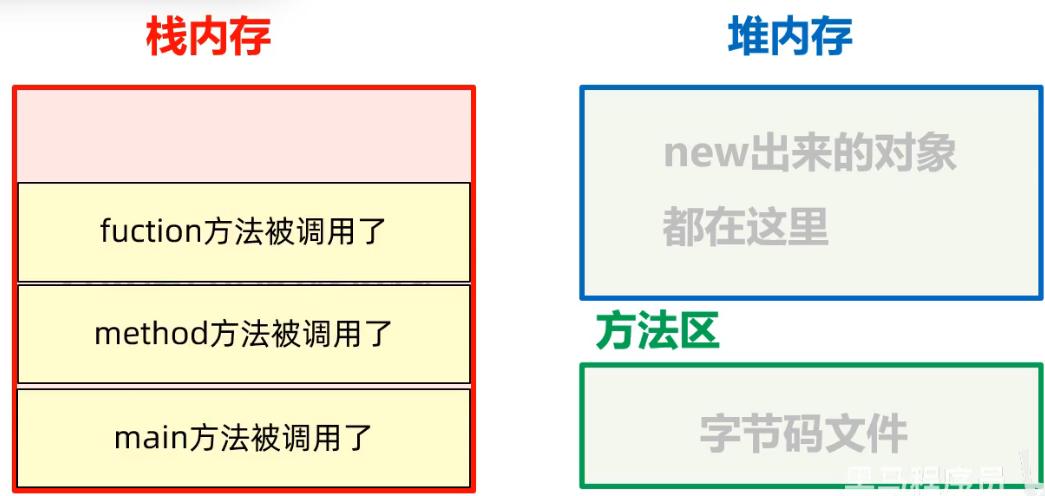 栈内存
堆内存
fuction方法被调用了
method方法被调用了
main方法被调用了
new出来的对象
都在这里
方法区
字节码文件
黑马程序员